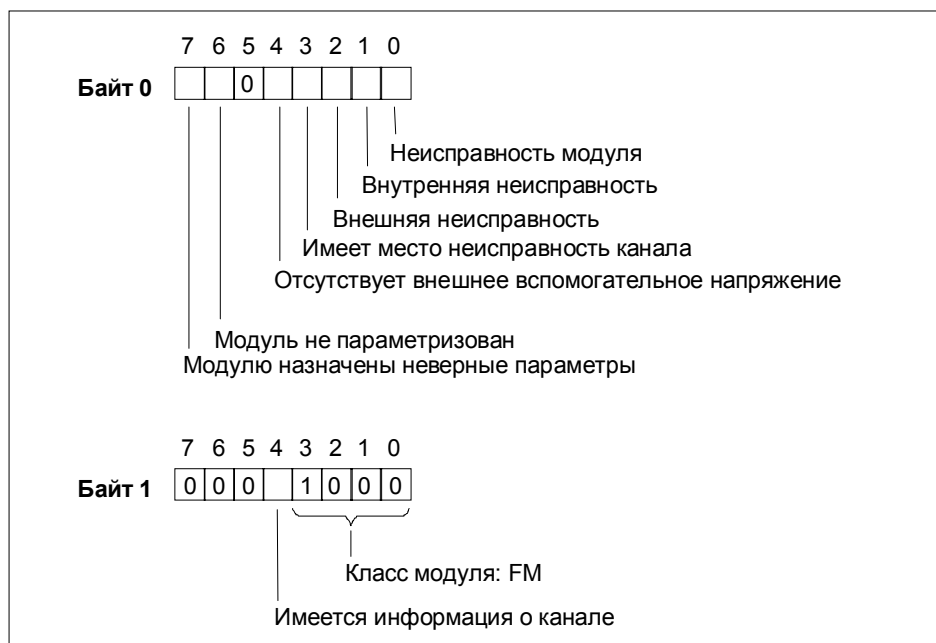 7 6 5 4 3 2 1 0
Байт 0 0
Неисправность модуля
Внутренняя неисправность
Внешняя неисправность
Имеет место неисправность канала
Отсутствует внешнее вспомогательное напряжение
Модуль не параметризован
Модулю назначены неверные параметры
7 6 5 4 3 2 1 0
Байт 1 0 0 0 1 0 0 0
Класс модуля: FM
Имеется информация о канале